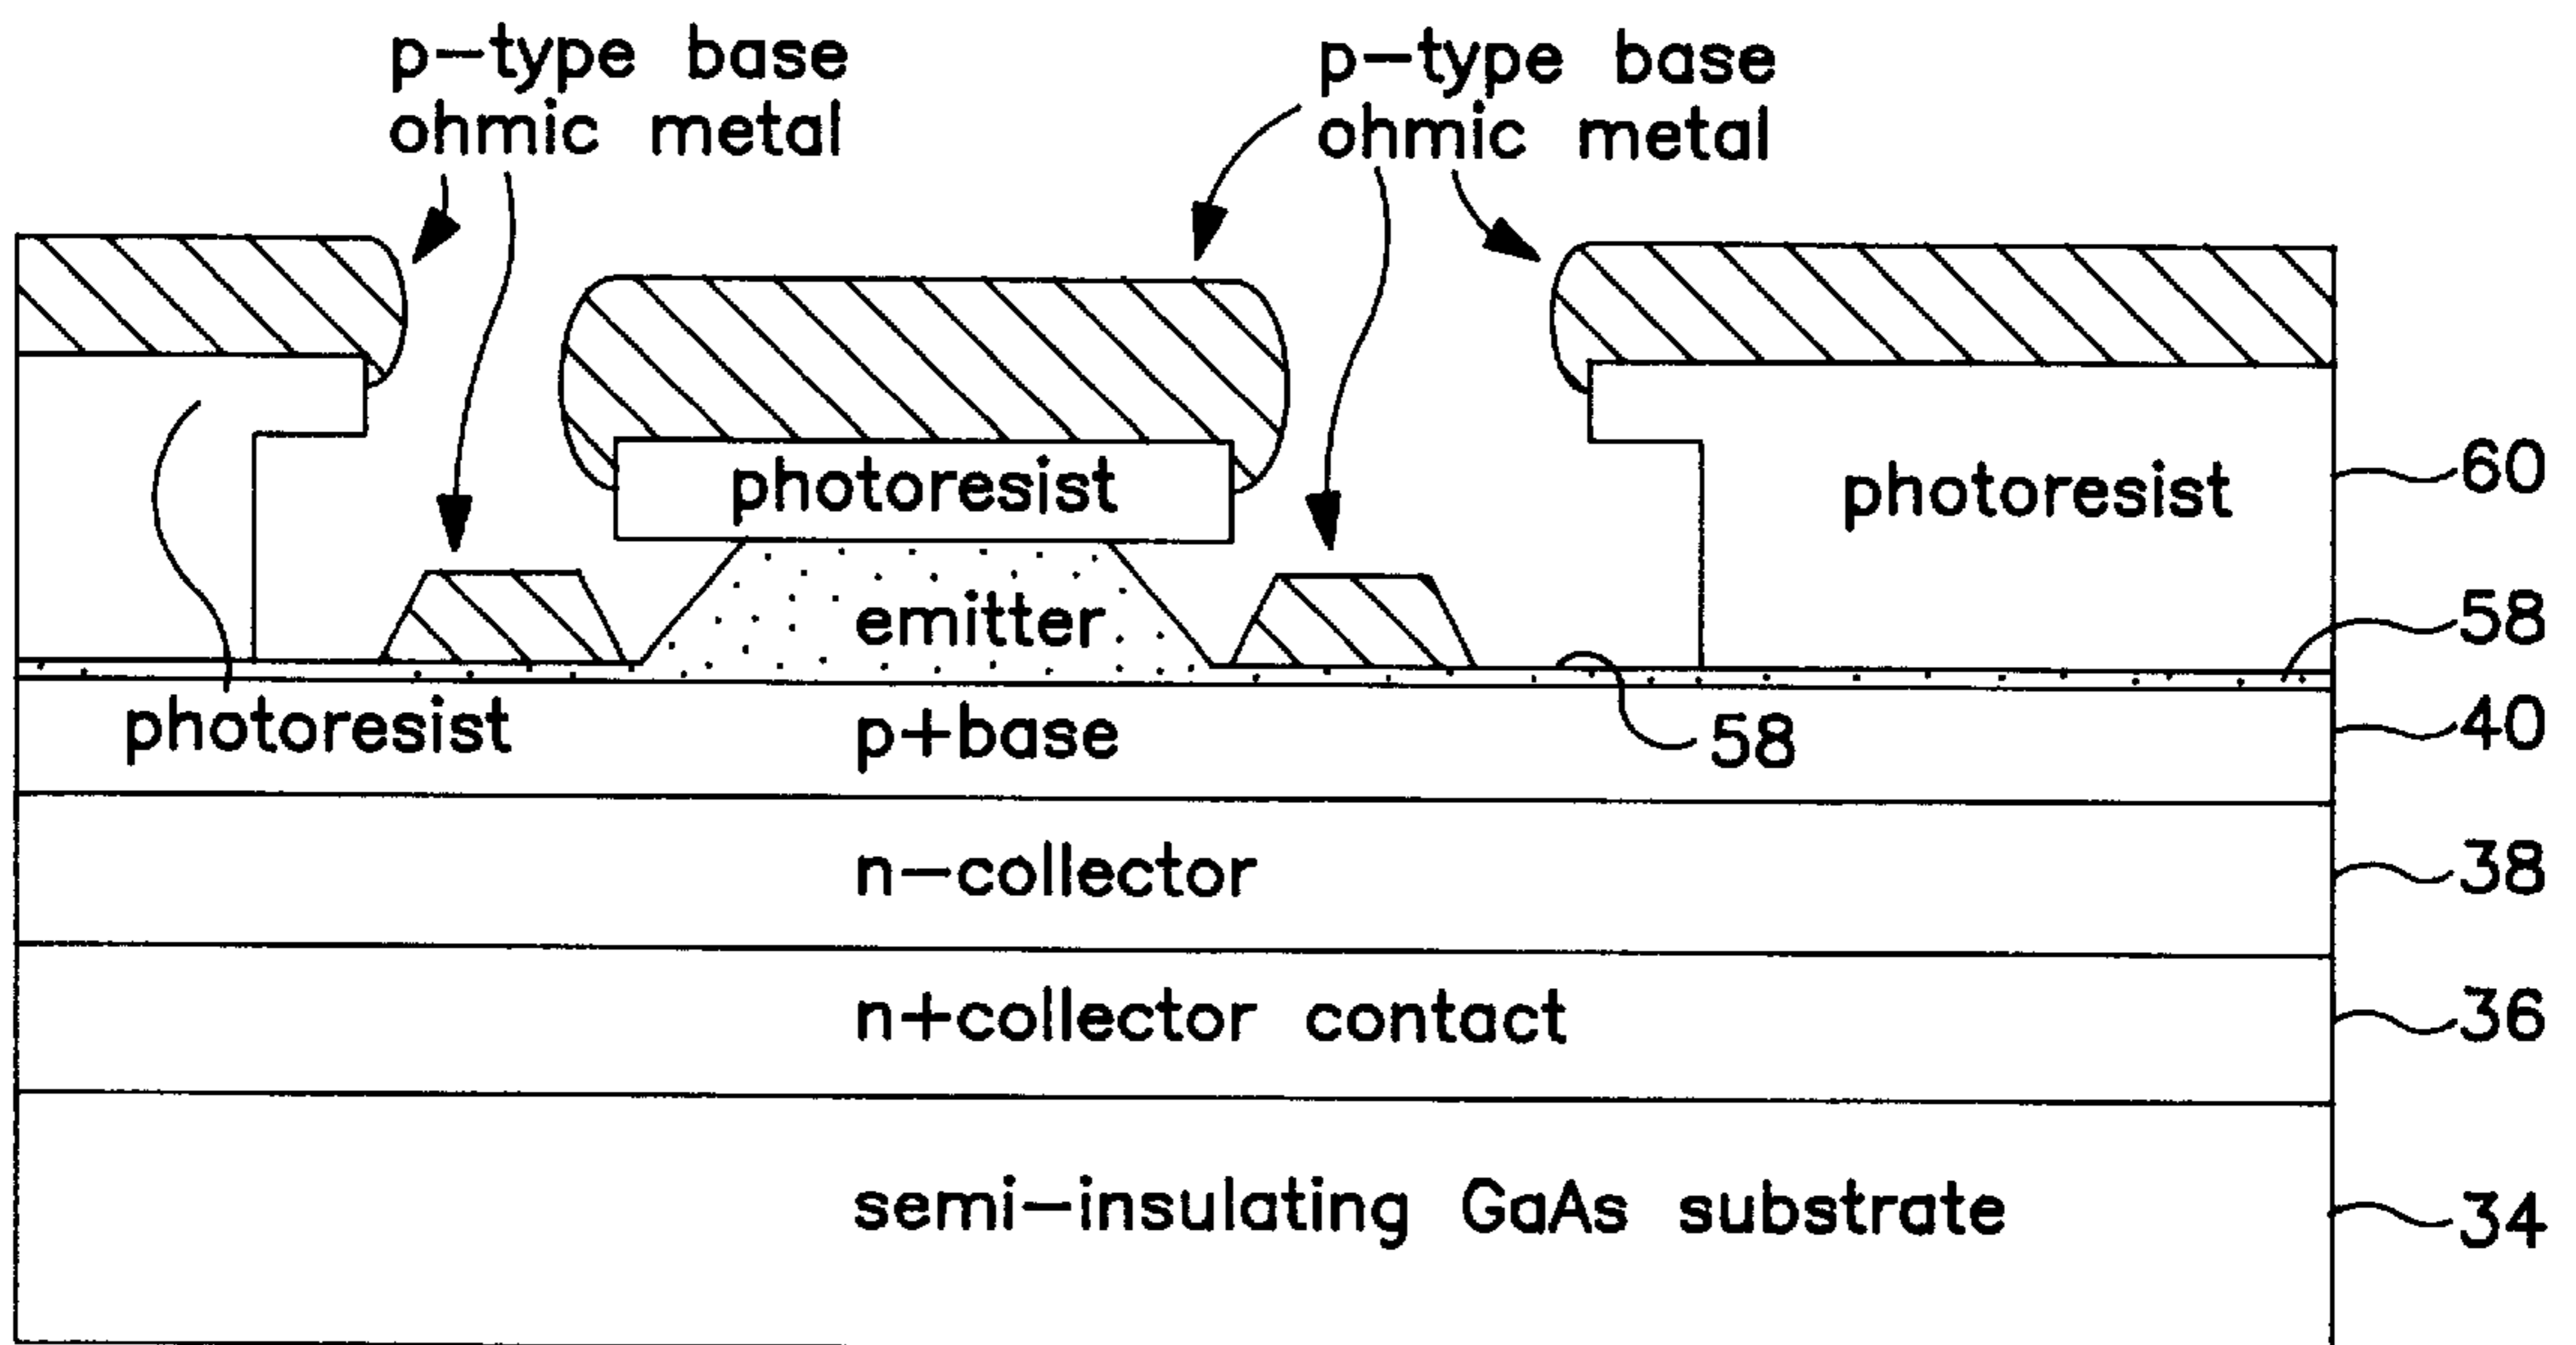 p-type base
ohmic metal
p-type base
ohmic metal
photoresist
photoresist
60
emitter
58
photoresist
p+base
58
40
n-collector
38
n+collector contact
36
semi-insulating GaAs substrate
34